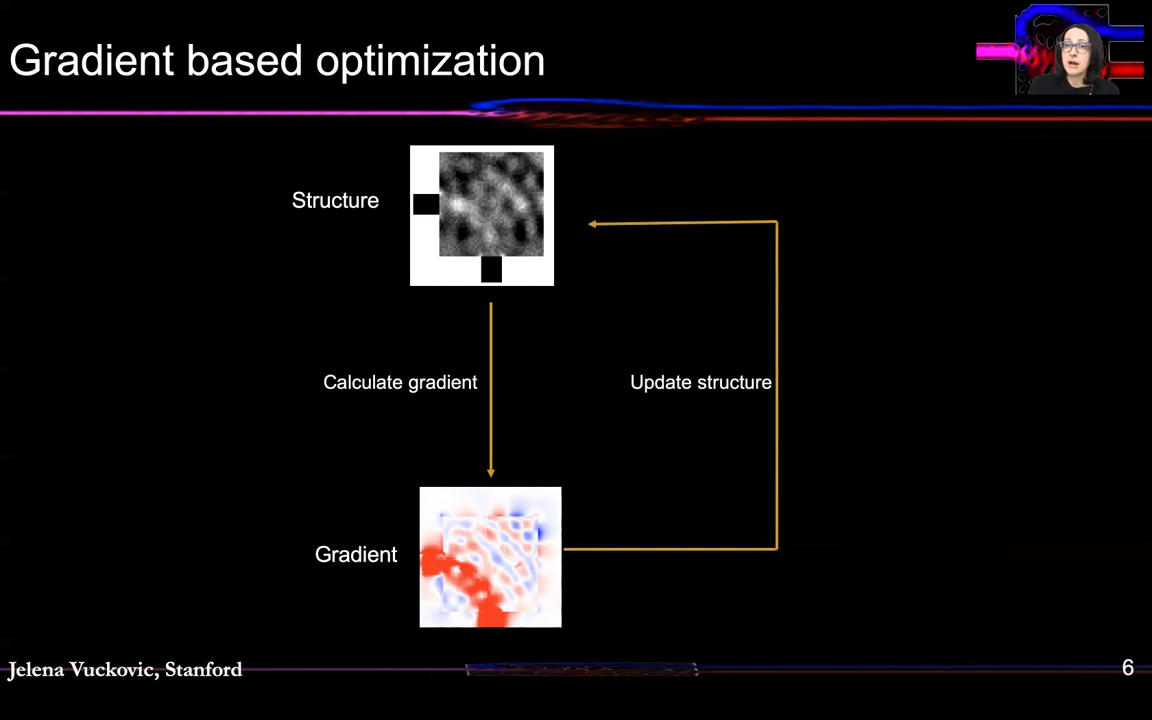 Gradient based optimization
Structure
Calculate gradient
Update structure
Gradient
Jelena Vuckovic, Stanford
6